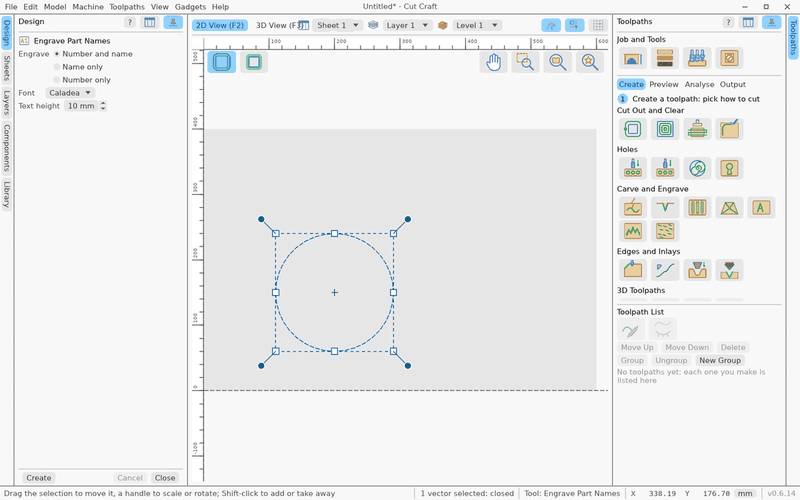 File Edit Model Machine Toolpaths View Gadgets Help
Untitled* - Cut Craft
Design
?
Engrave Part Names
Engrave Number and name
Name only
Number only
Font Caladea
Text height 10 mm
Create Cancel Close
Design
Sheets
Layers
Components
Library
2D View (F2) 3D View (F3) Sheet 1 Layer 1 Level 1
100 200 300 400 500 600
500
400
300
200
100
0
-100
Toolpaths
?
Job and Tools
Create Preview Analyse Output
1 Create a toolpath: pick how to cut
Cut Out and Clear
Holes
Carve and Engrave
Edges and Inlays
3D Toolpaths
Toolpath List
Move Up Move Down Delete
Group Ungroup New Group
No toolpaths yet: each one you make is
listed here
Toolpaths
Drag the selection to move it, a handle to scale or rotate; Shift-click to add or take away
1 vector selected: closed
Tool: Engrave Part Names
X 338.19 Y 176.70 mm
v0.6.14